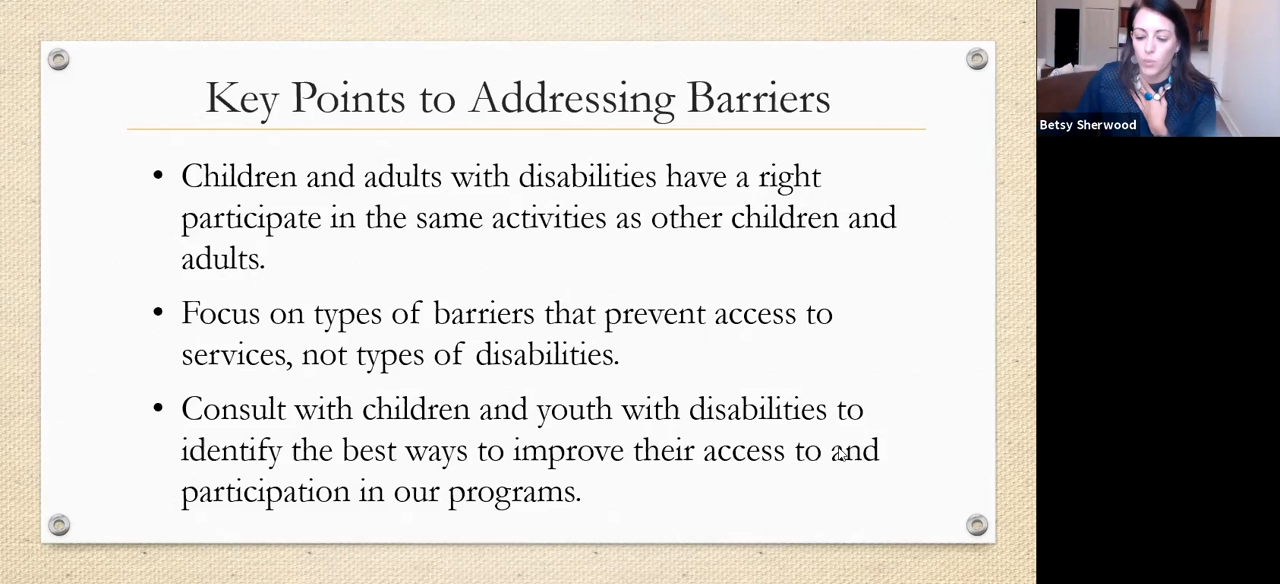 Key Points to Addressing Barriers
• Children and adults with disabilities have a right
participate in the same activities as other children and
adults.
• Focus on types of barriers that prevent access to
services, not types of disabilities.
• Consult with children and youth with disabilities to
identify the best ways to improve their access to and
participation in our programs.
Betsy Sherwood